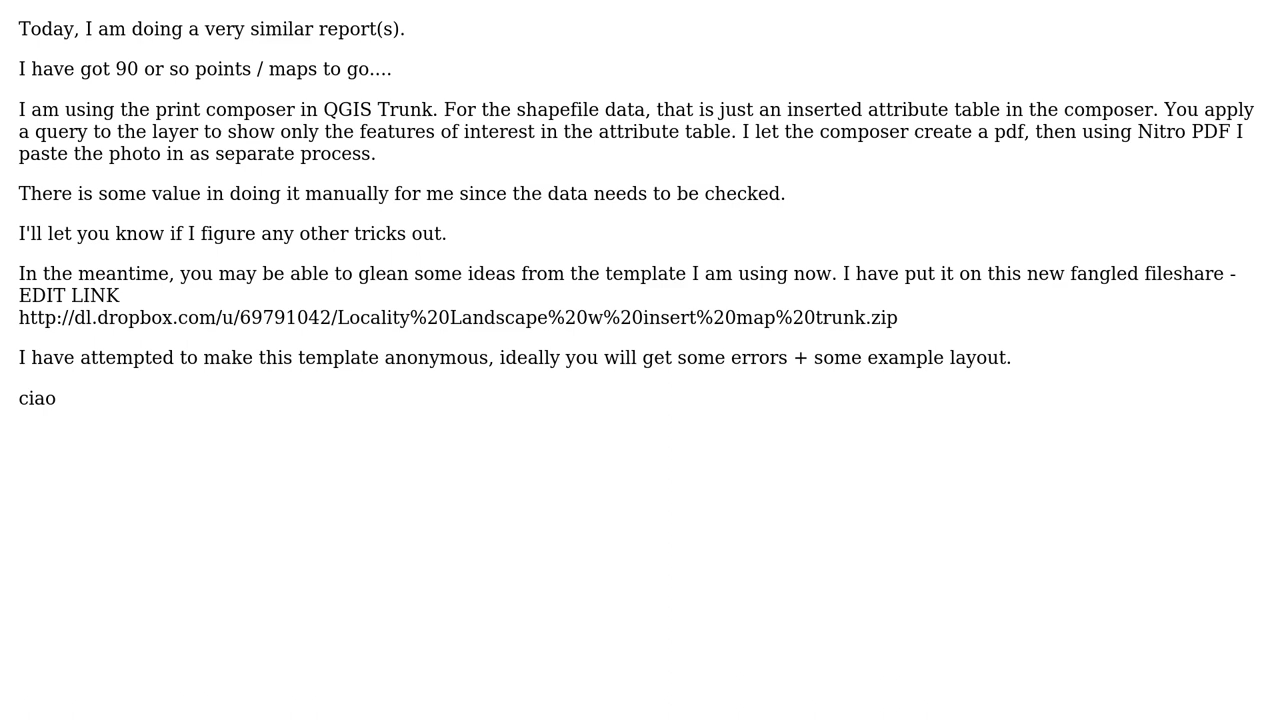 Today, I am doing a very similar report(s).
I have got 90 or so points / maps to go....
I am using the print composer in QGIS Trunk. For the shapefile data, that is just an inserted attribute table in the composer. You apply
a query to the layer to show only the features of interest in the attribute table. I let the composer create a pdf, then using Nitro PDF I
paste the photo in as separate process.
There is some value in doing it manually for me since the data needs to be checked.
I'll let you know if I figure any other tricks out.
In the meantime, you may be able to glean some ideas from the template I am using now. I have put it on this new fangled fileshare -
EDIT LINK
http://dl.dropbox.com/u/69791042/Locality%20Landscape%20w%20insert%20map%20trunk.zip
I have attempted to make this template anonymous, ideally you will get some errors + some example layout.
ciao